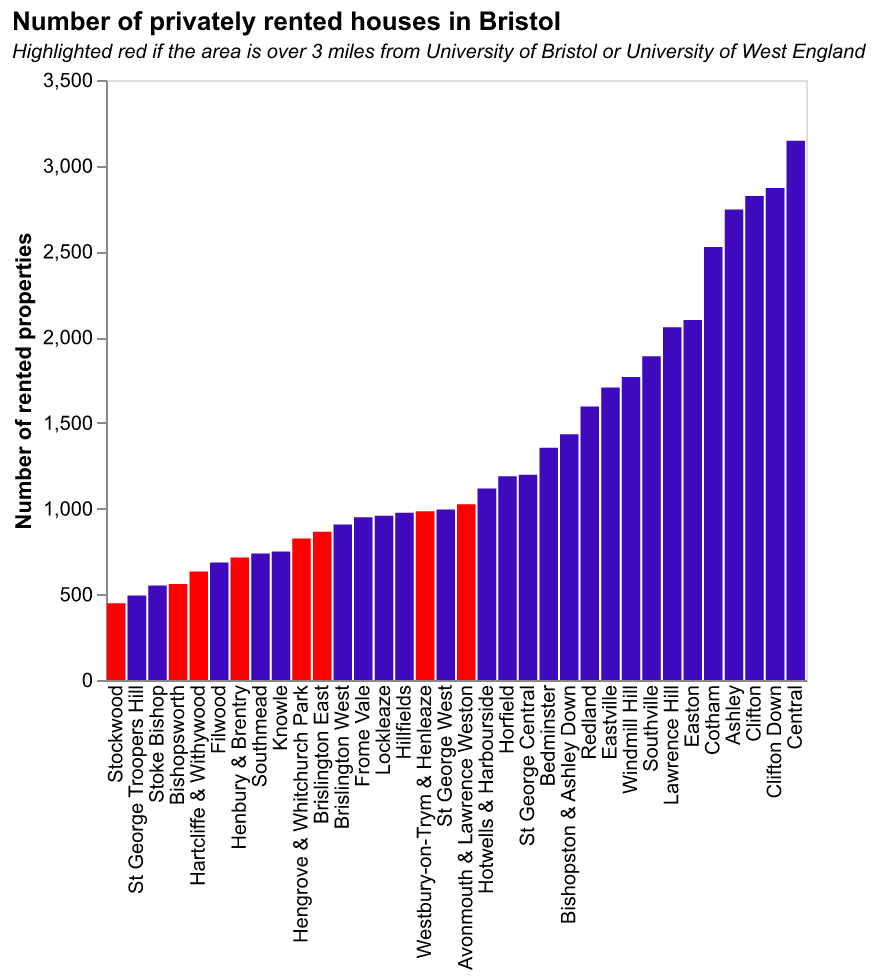 Number of privately rented houses in Bristol
Highlighted red if the area is over 3 miles from University of Bristol or University of West England
Number of rented properties
3,500
3,000
2,500
2,000
1,500
1,000
500
0
Stockwood
St George Troopers Hill
Stoke Bishop
Bishopsworth
Hartcliffe & Withywood
Filwood
Henbury & Brentry
Southmead
Knowle
Hengrove & Whitchurch Park
Brislington East
Brislington West
Frome Vale
Lockleaze
Hillfields
Westbury-on-Trym & Henleaze
St George West
Avonmouth & Lawrence Weston
Hotwells & Harbourside
Horfield
St George Central
Bedminster
Bishopston & Ashley Down
Redland
Eastville
Windmill Hill
Southville
Lawrence Hill
Easton
Cotham
Ashley
Clifton
Clifton Down
Central